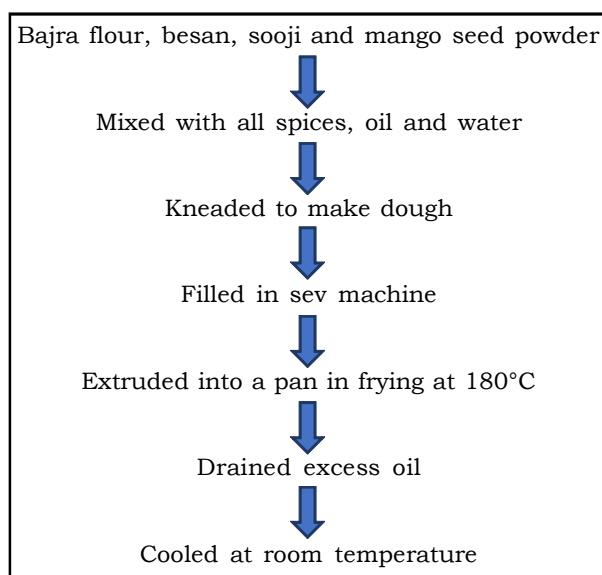 Bajra flour, besan, sooji and mango seed powder
Mixed with all spices, oil and water
Kneaded to make dough
Filled in sev machine
Extruded into a pan in frying at 180°C
Drained excess oil
Cooled at room temperature